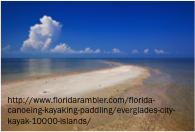 http://www.floridarambler.com/florida-
canoeing-kayaking-paddling/everglades-city-
kayak-10000-islands/